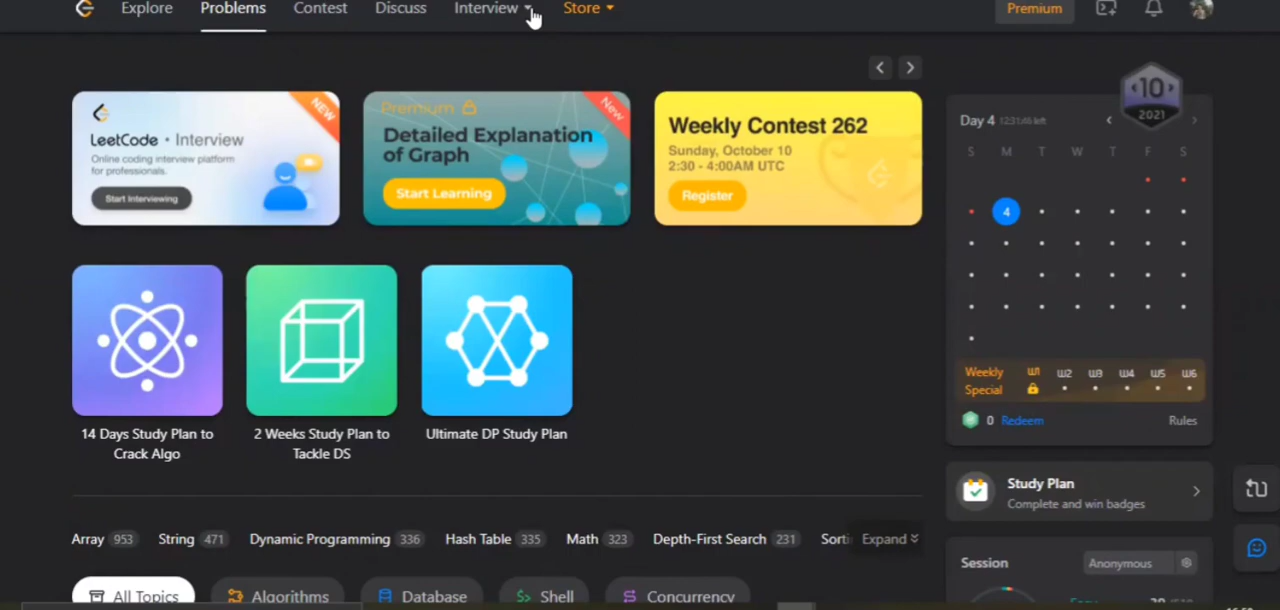 Explore Problems Contest Discuss Interview Store Premium
LeetCode • Interview
Online coding interview platform
for professionals.
Start Interviewing
NEW
Premium
Detailed Explanation
of Graph
Start Learning
New
Weekly Contest 262
Sunday, October 10
2:30 - 4:00AM UTC
Register
10
2021
Day 4 12:31:46 left
S M T W T F S
4
Weekly
Special
W1 W2 W3 W4 W5 W6
0 Redeem Rules
14 Days Study Plan to
Crack Algo
2 Weeks Study Plan to
Tackle DS
Ultimate DP Study Plan
Study Plan
Complete and win badges
Array 953 String 471 Dynamic Programming 336 Hash Table 335 Math 323 Depth-First Search 231 Sorti Expand
Session Anonymous
All Topics Algorithms Database Shell Concurrency